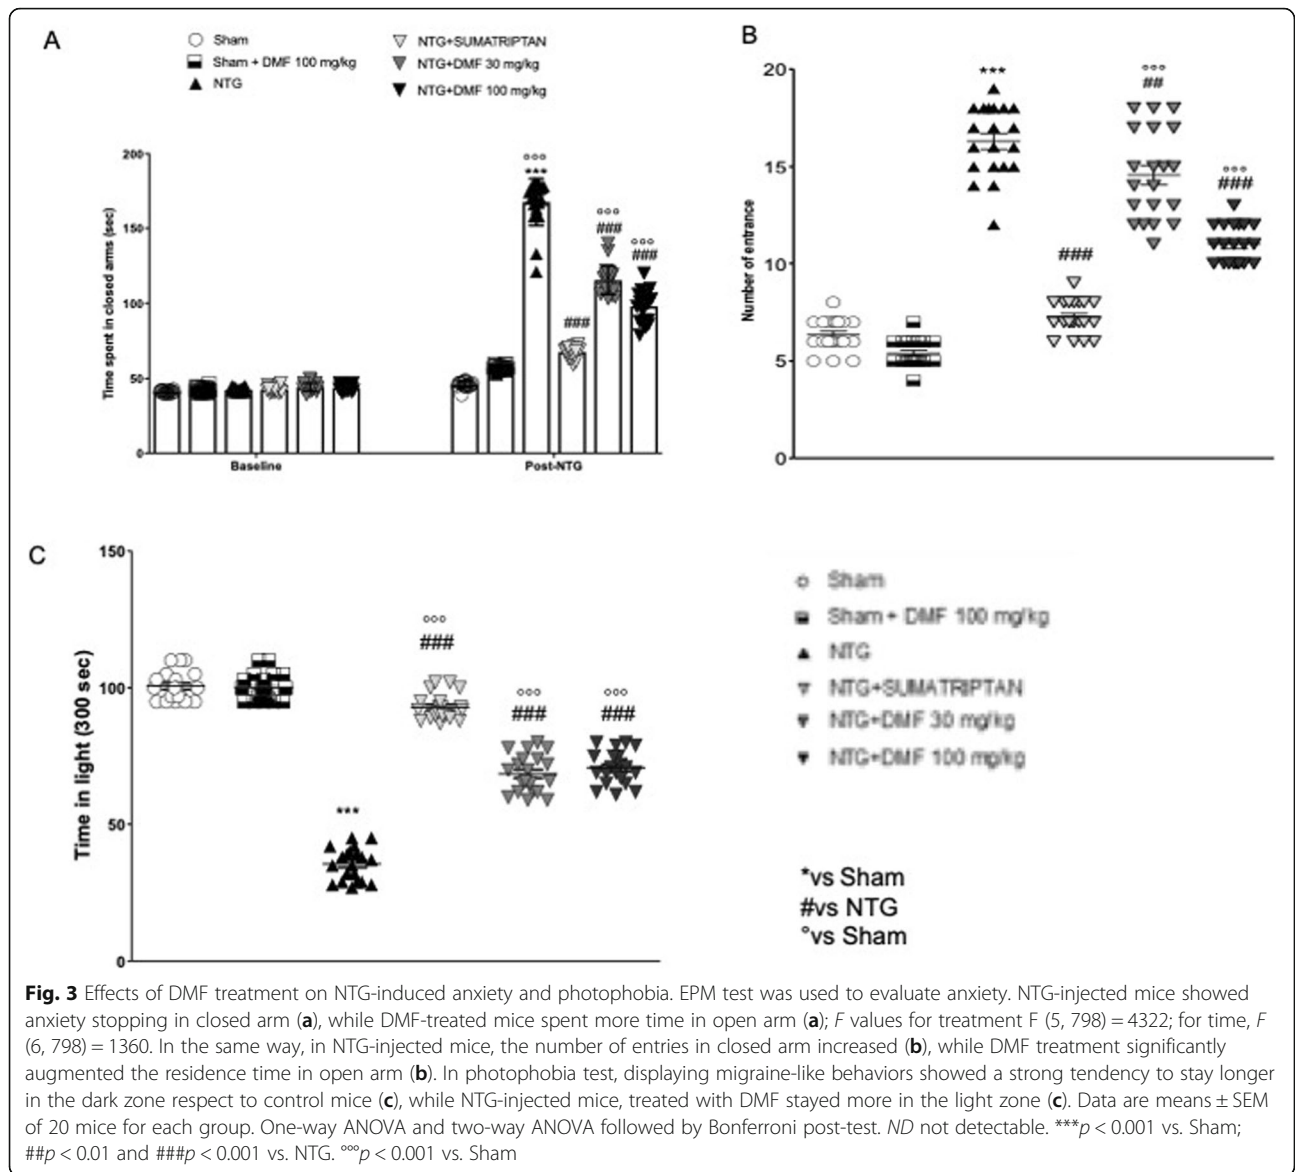 A
Sham
Sham + DMF 100 mg/kg
NTG
NTG+SUMATRIPTAN
NTG+DMF 30 mg/kg
NTG+DMF 100 mg/kg
Time spent in closed arms (sec)
200
150
100
50
0
°°°
***
###
°°°
###
°°°
###
Baseline
Post-NTG
B
Number of entrance
20
15
10
5
0
***
###
°°°
##
°°°
###
C
Time in light (300 sec)
150
100
50
0
***
°°°
###
°°°
###
°°°
###
Sham
Sham + DMF 100 mg/kg
NTG
NTG+SUMATRIPTAN
NTG+DMF 30 mg/kg
NTG+DMF 100 mg/kg
*vs Sham
#vs NTG
°vs Sham
Fig. 3 Effects of DMF treatment on NTG-induced anxiety and photophobia. EPM test was used to evaluate anxiety. NTG-injected mice showed
anxiety stopping in closed arm (a), while DMF-treated mice spent more time in open arm (a); F values for treatment F (5, 798) = 4322; for time, F
(6, 798) = 1360. In the same way, in NTG-injected mice, the number of entries in closed arm increased (b), while DMF treatment significantly
augmented the residence time in open arm (b). In photophobia test, displaying migraine-like behaviors showed a strong tendency to stay longer
in the dark zone respect to control mice (c), while NTG-injected mice, treated with DMF stayed more in the light zone (c). Data are means ± SEM
of 20 mice for each group. One-way ANOVA and two-way ANOVA followed by Bonferroni post-test. ND not detectable. ***p < 0.001 vs. Sham;
##p < 0.01 and ###p < 0.001 vs. NTG. °°°p < 0.001 vs. Sham